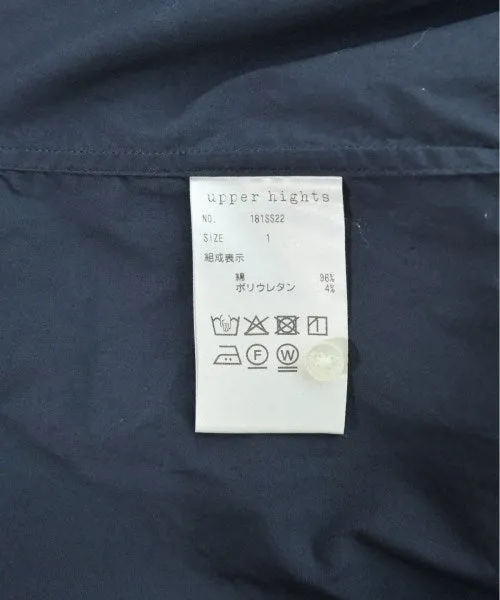 upper hights
NO. 181SS22
SIZE 1
組成表示
綿 96%
ポリウレタン 4%
F W